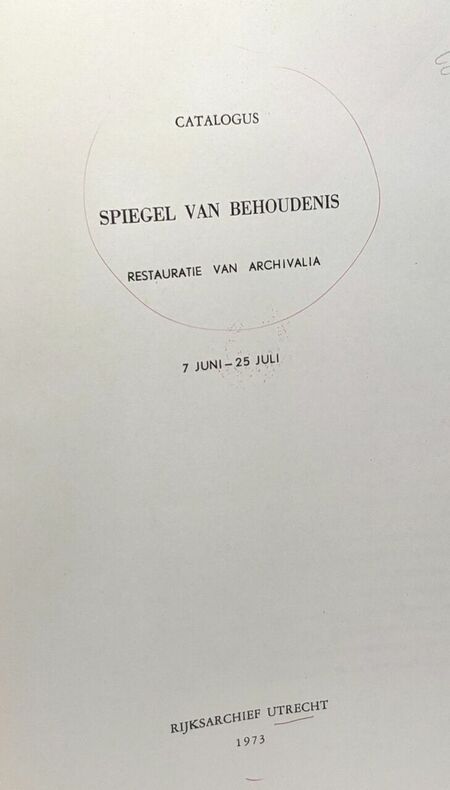 CATALOGUS
SPIEGEL VAN BEHOUDENIS
RESTAURATIE VAN ARCHIVALIA
7 JUNI – 25 JULI
RIJKSARCHIEF UTRECHT
1973